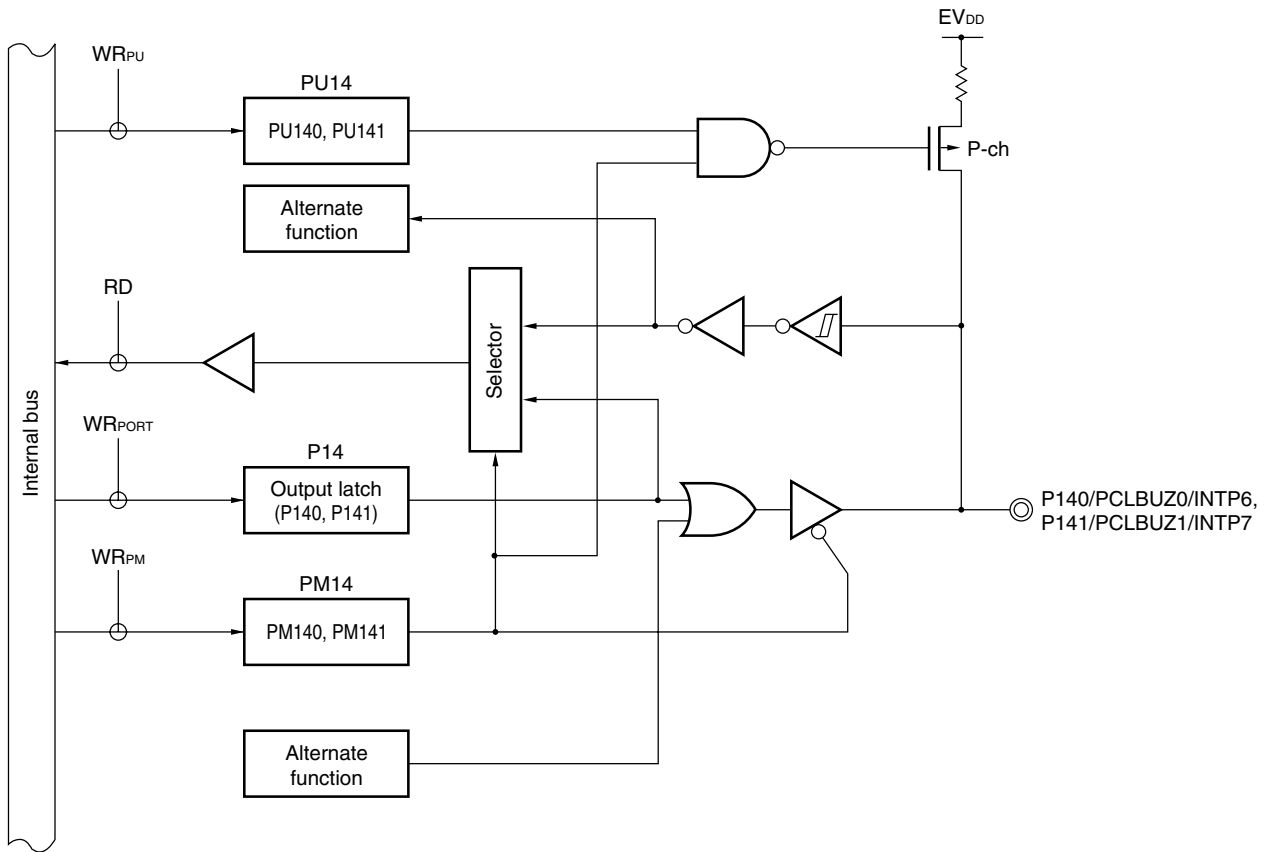 EVDD
WRPU
PU14
PU140, PU141
P-ch
Alternate
function
RD
Selector
Internal bus
WRPORT
P14
Output latch
(P140, P141)
P140/PCLBUZ0/INTP6,
P141/PCLBUZ1/INTP7
WRPM
PM14
PM140, PM141
Alternate
function